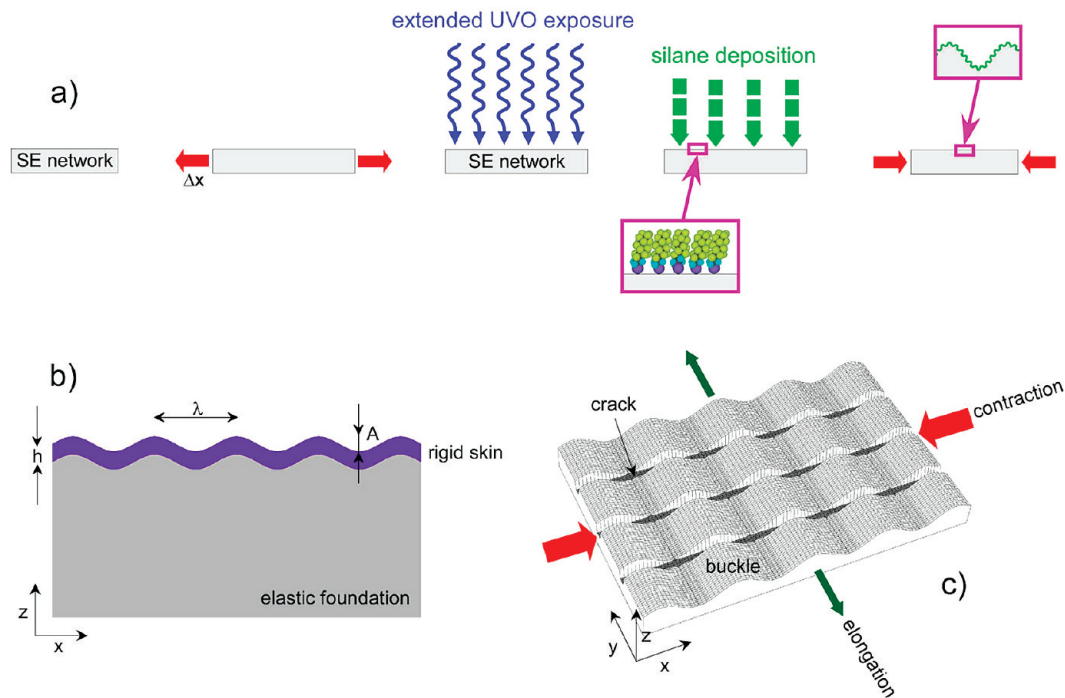 extended UVO exposure
silane deposition
a)
SE network
Δx
SE network
b)
λ
A
h
rigid skin
elastic foundation
z
x
crack
contraction
buckle
c)
elongation
z
y
x